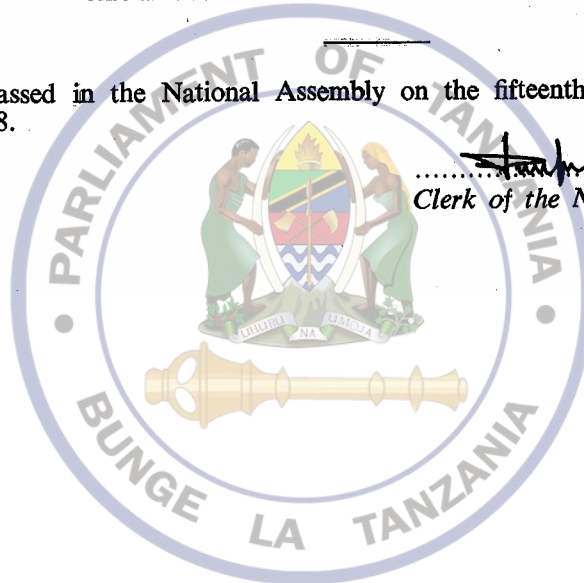 assed in the National Assembly on the fifteenth
8.
Clerk of the N
PARLIAMENT OF TANZANIA
UHURU NA UMOJA
BUNGE LA TANZANIA